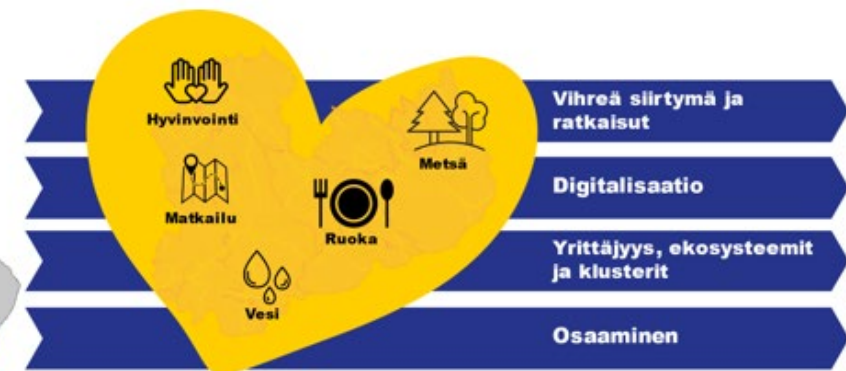 Hyvinvointi
Metsä
Matkailu
Ruoka
Vesi
Vihreä siirtymä ja
ratkaisut
Digitalisaatio
Yrittäjyys, ekosysteemit
ja klusterit
Osaaminen